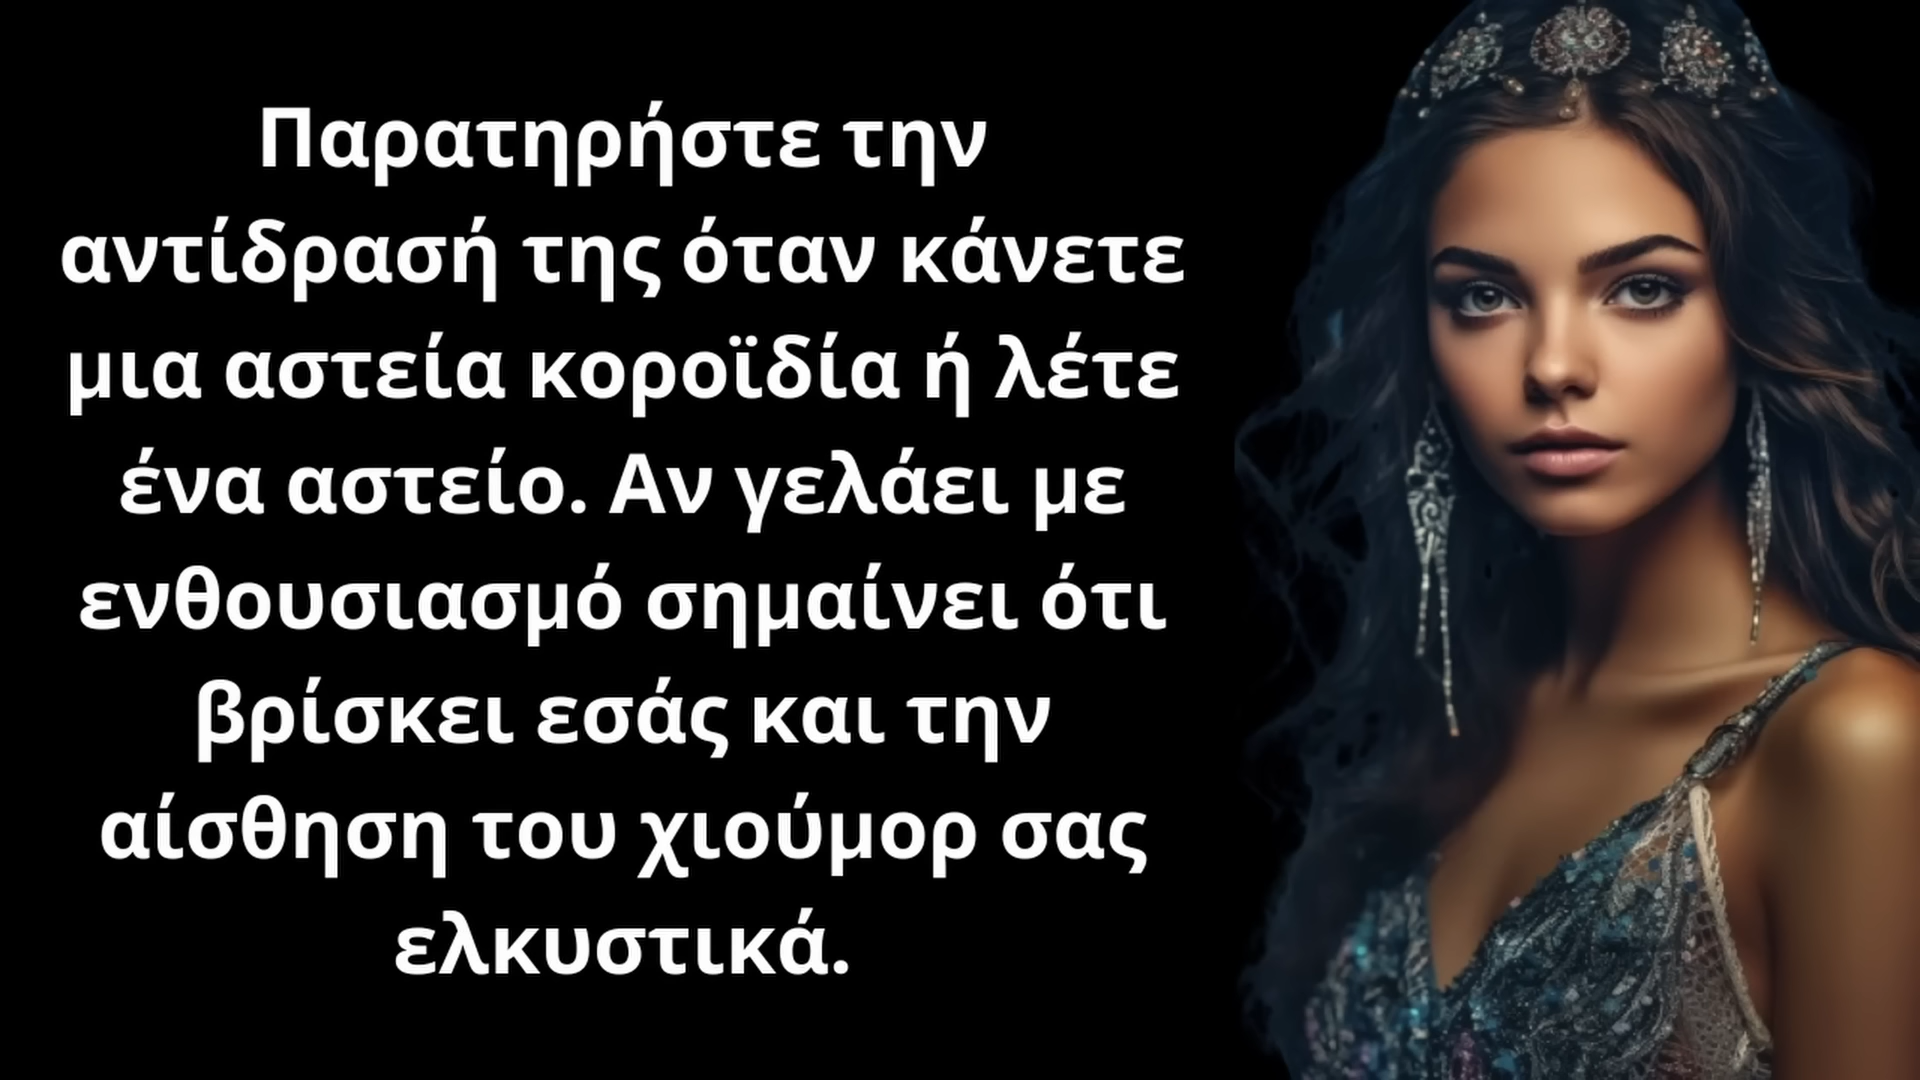 Παρατηρήστε την
αντίδρασή της όταν κάνετε
μια αστεία κοροϊδία ή λέτε
ένα αστείο. Αν γελάει με
ενθουσιασμό σημαίνει ότι
βρίσκει εσάς και την
αίσθηση του χιούμορ σας
ελκυστικά.